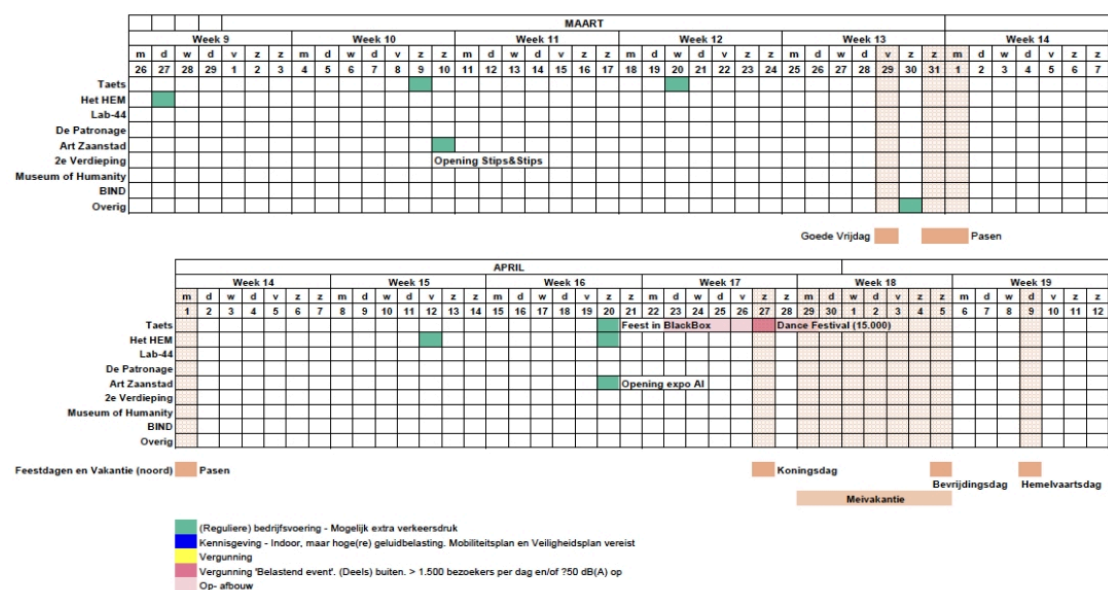 MAART
Week 9 Week 10 Week 11 Week 12 Week 13 Week 14
m d w d v z z m d w d v z z m d w d v z z m d w d v z z m d w d v z z m d w d v z z
26 27 28 29 1 2 3 4 5 6 7 8 9 10 11 12 13 14 15 16 17 18 19 20 21 22 23 24 25 26 27 28 29 30 31 1 2 3 4 5 6 7
Taets
Het HEM
Lab-44
De Patronage
Art Zaanstad
2e Verdieping Opening Stips&Stips
Museum of Humanity
BIND
Overig
Goede Vrijdag Pasen
APRIL
Week 14 Week 15 Week 16 Week 17 Week 18 Week 19
m d w d v z z m d w d v z z m d w d v z z m d w d v z z m d w d v z z m d w d v z z
1 2 3 4 5 6 7 8 9 10 11 12 13 14 15 16 17 18 19 20 21 22 23 24 25 26 27 28 29 30 1 2 3 4 5 6 7 8 9 10 11 12
Taets Feest in BlackBox Dance Festival (15.000)
Het HEM
Lab-44
De Patronage
Art Zaanstad Opening expo AI
2e Verdieping
Museum of Humanity
BIND
Overig
Feestdagen en Vakantie (noord) Pasen Koningsdag
Bevrijdingsdag Hemelvaartsdag
Meivakantie
(Reguliere) bedrijfsvoering - Mogelijk extra verkeersdruk
Kennisgeving - Indoor, maar hoge(re) geluidbelasting. Mobiliteitsplan en Veiligheidsplan vereist
Vergunning
Vergunning 'Belastend event'. (Deels) buiten. > 1.500 bezoekers per dag en/of ?50 dB(A) op
Op- afbouw